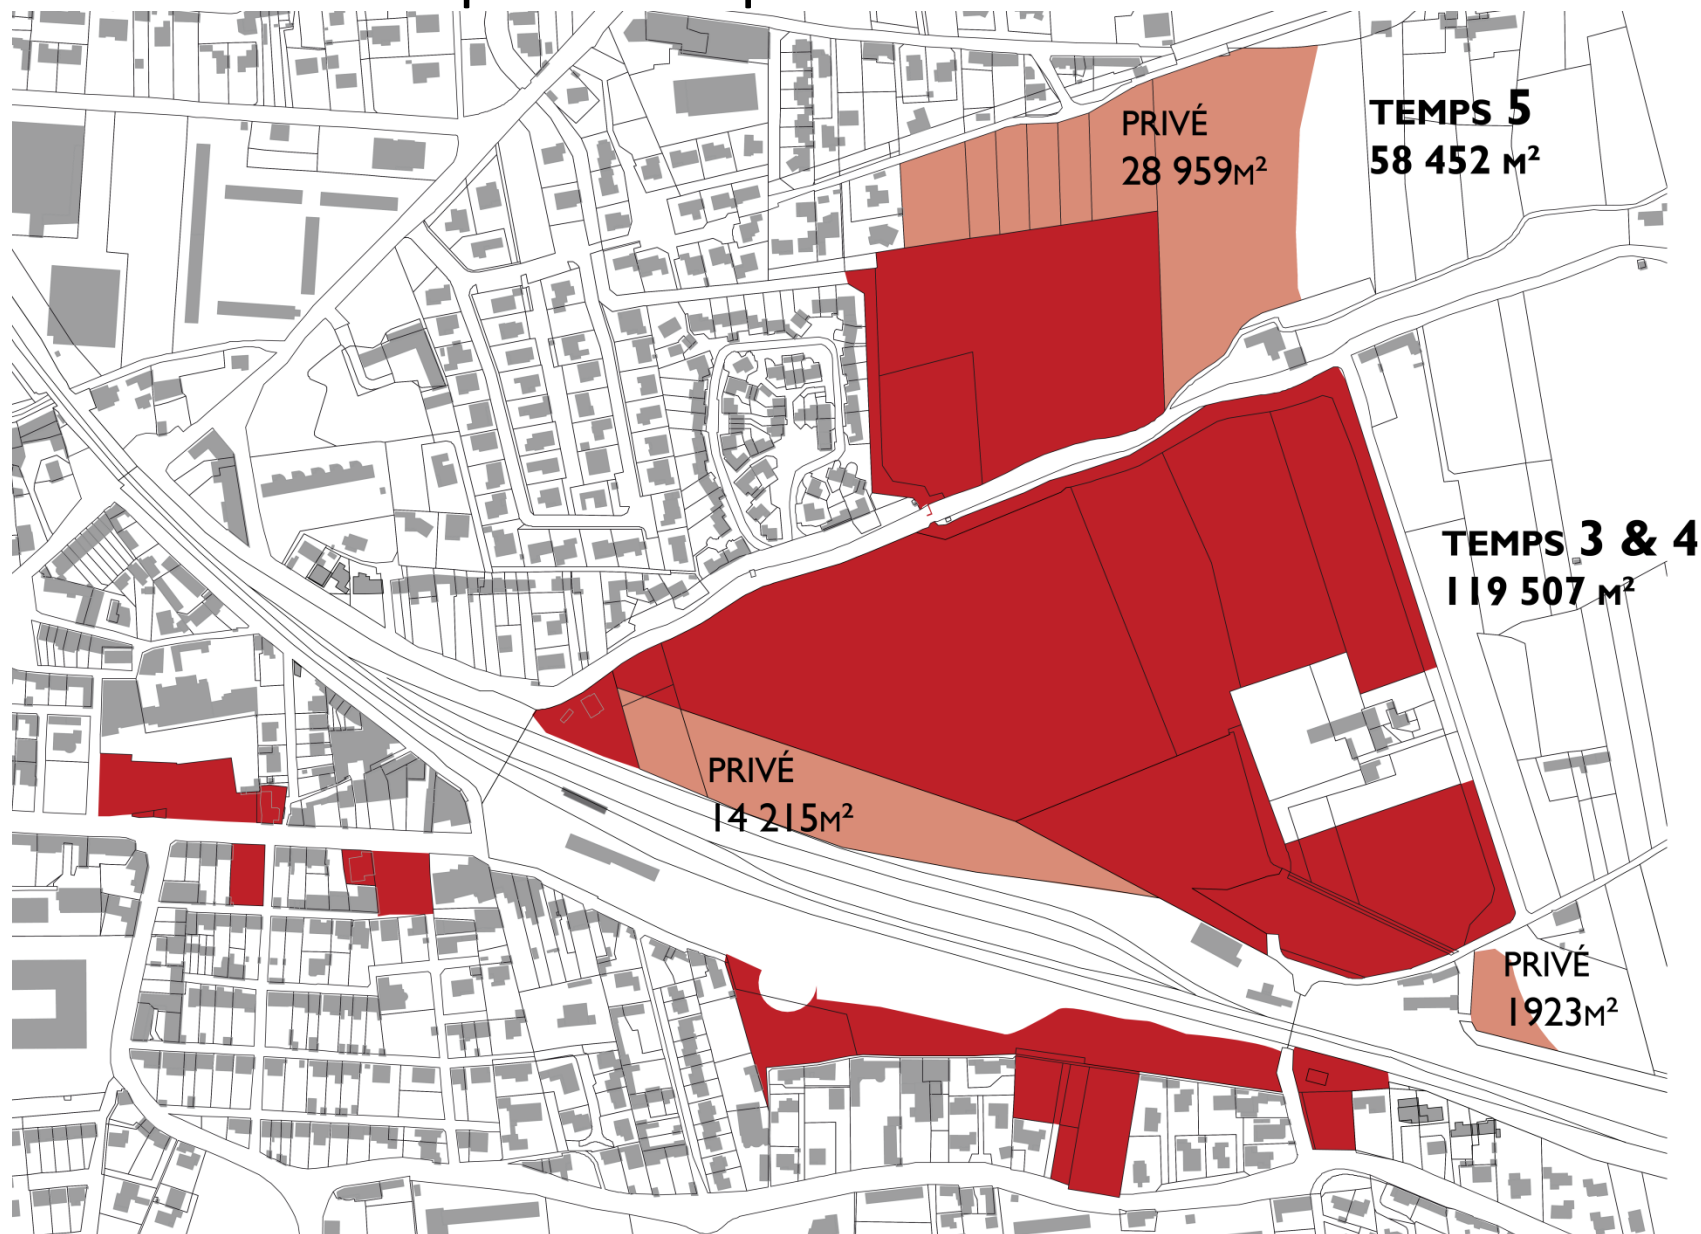 PRIVÉ
28 959M²
TEMPS 5
58 452 M²
TEMPS 3 & 4
119 507 M²
PRIVÉ
14 215M²
PRIVÉ
1923M²